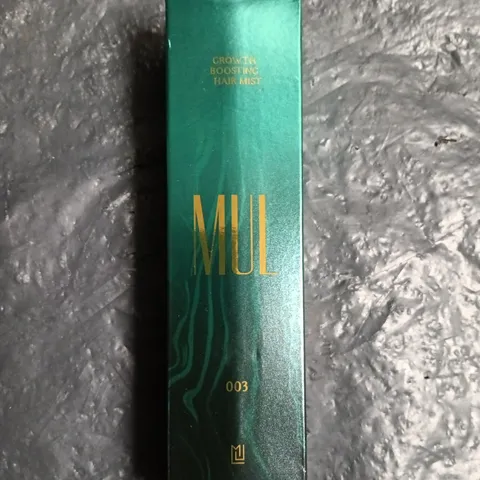 GROWTH
BOOSTING
HAIR MIST
MUL
003